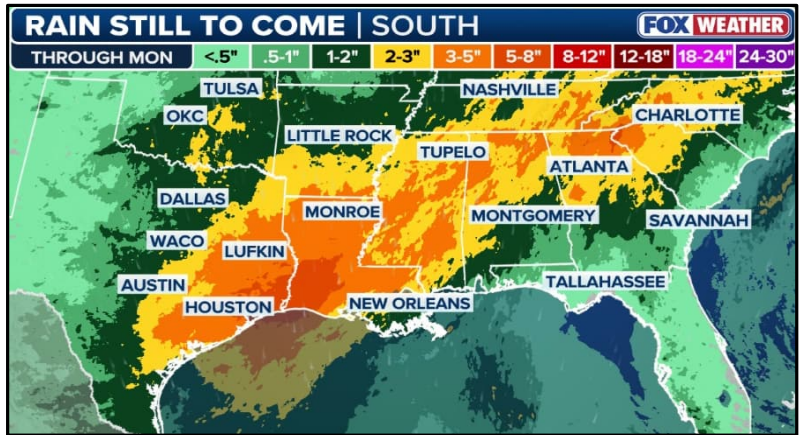 RAIN STILL TO COME | SOUTH
FOX WEATHER
THROUGH MON <.5" .5-1" 1-2" 2-3" 3-5" 5-8" 8-12" 12-18" 18-24" 24-30"
TULSA
NASHVILLE
OKC
CHARLOTTE
LITTLE ROCK
TUPELO
ATLANTA
DALLAS
MONROE
MONTGOMERY
SAVANNAH
WACO
LUFKIN
AUSTIN
TALLAHASSEE
HOUSTON
NEW ORLEANS